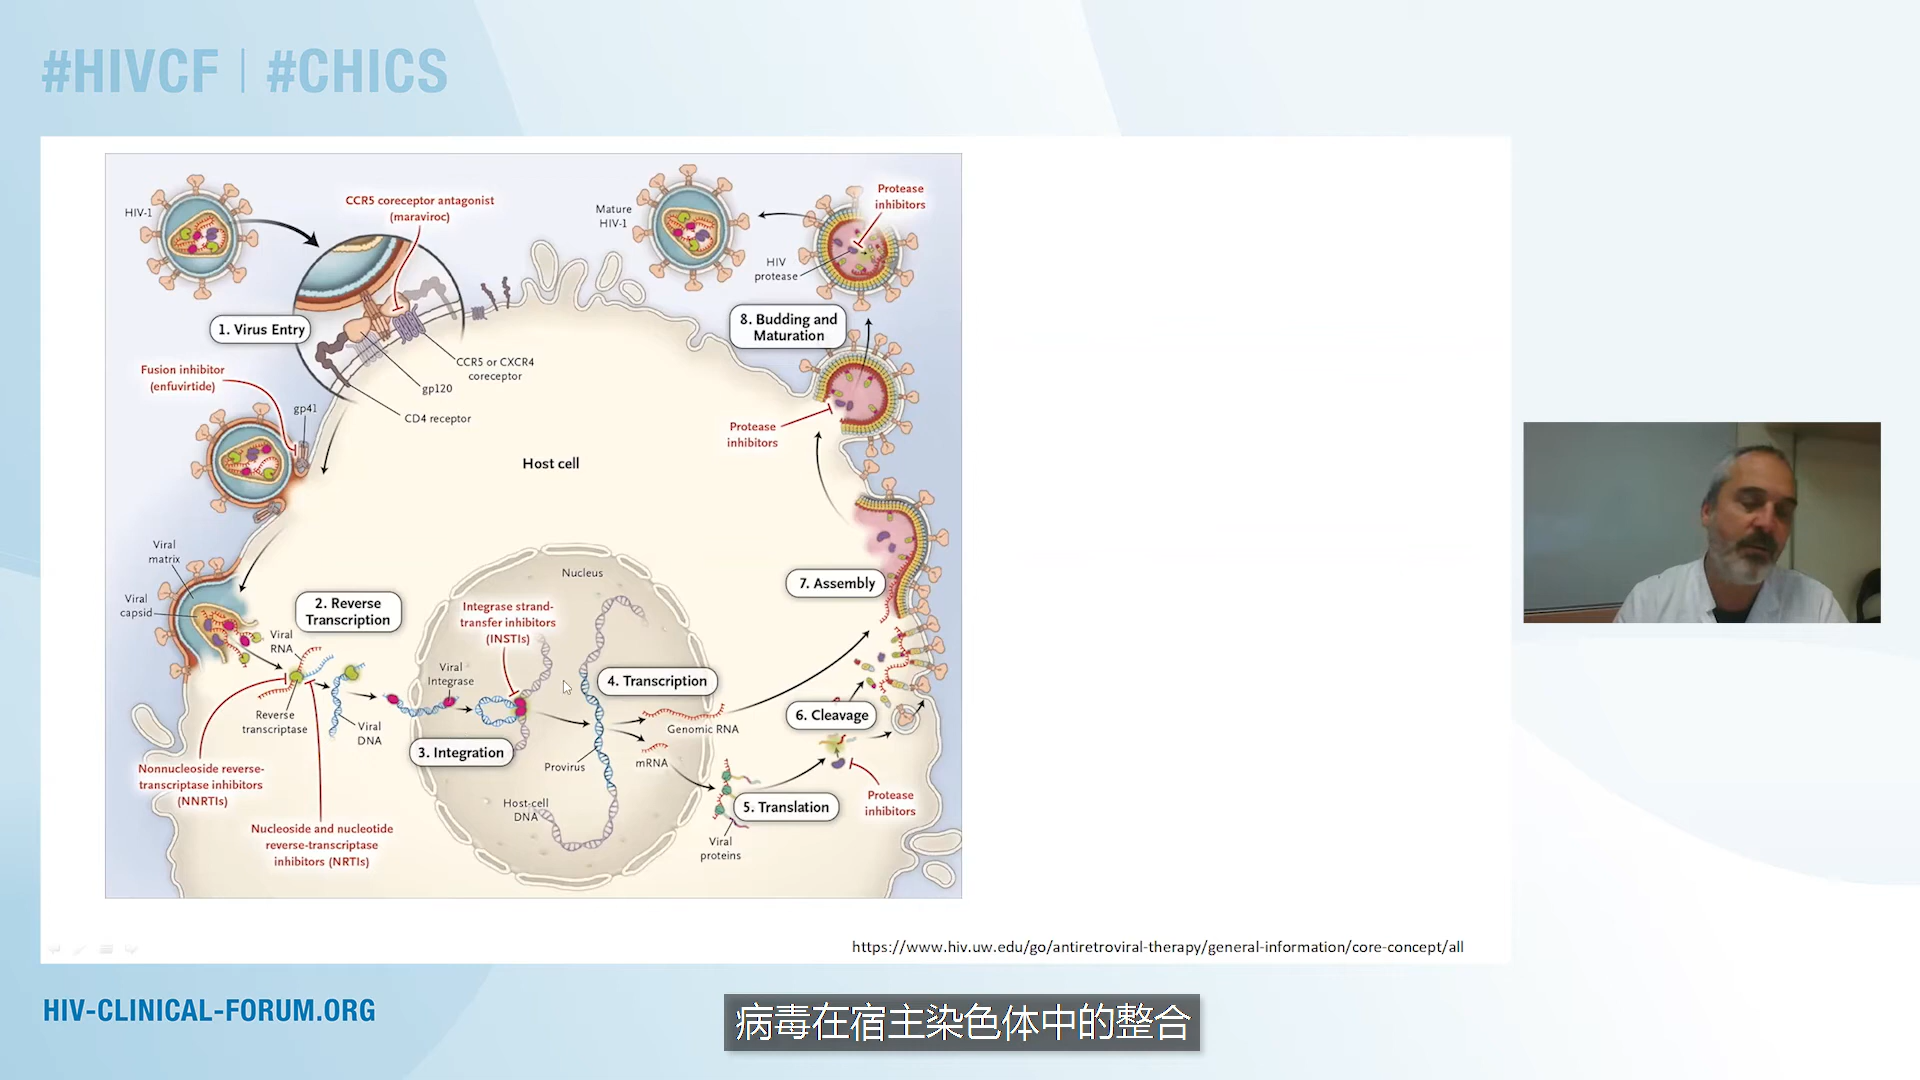 #HIVCF | #CHICS
HIV-1
CCR5 coreceptor antagonist
(maraviroc)
Mature
HIV-1
Protease
inhibitors
HIV
protease
1. Virus Entry
8. Budding and
Maturation
CCR5 or CXCR4
coreceptor
gp120
CD4 receptor
Fusion inhibitor
(enfuvirtide)
gp41
Protease
inhibitors
Host cell
Viral
matrix
Viral
capsid
2. Reverse
Transcription
Viral
RNA
Reverse
transcriptase
Viral
DNA
Nucleus
Integrase strand-
transfer inhibitors
(INSTIs)
Viral
Integrase
3. Integration
4. Transcription
Genomic RNA
mRNA
Provirus
Host-cell
DNA
7. Assembly
6. Cleavage
5. Translation
Viral
proteins
Protease
inhibitors
Nonnucleoside reverse-
transcriptase inhibitors
(NNRTIs)
Nucleoside and nucleotide
reverse-transcriptase
inhibitors (NRTIs)
https://www.hiv.uw.edu/go/antiretroviral-therapy/general-information/core-concept/all
HIV-CLINICAL-FORUM.ORG
病毒在宿主染色体中的整合